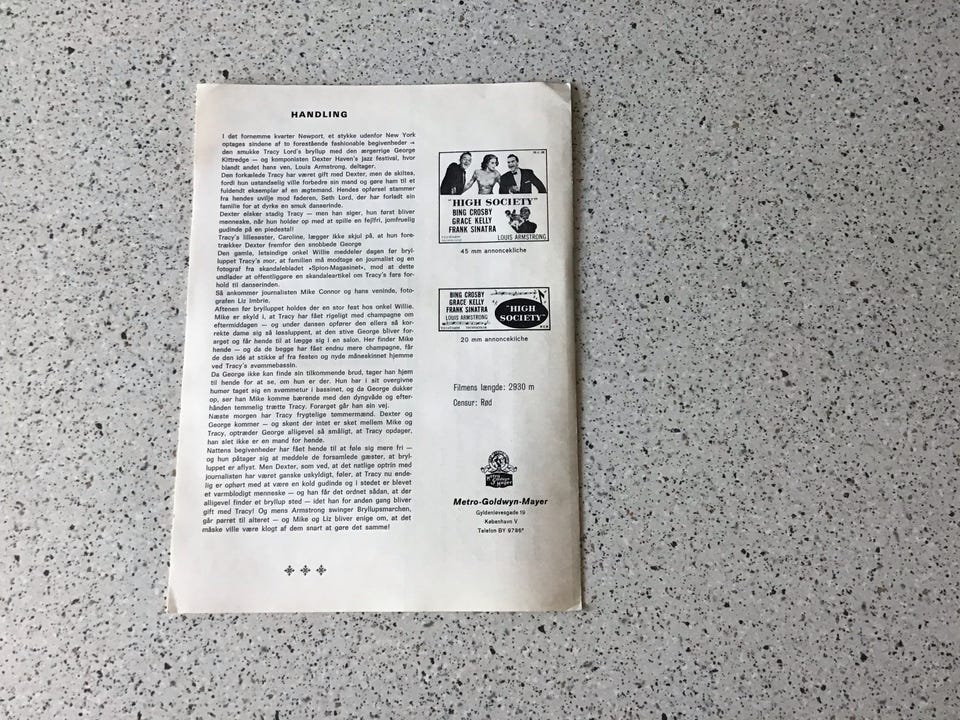 HANDLING
I det fornemme kvarter Newport, et stykke udenfor New York
optages sindene af to forestående fashionable begivenheder →
den smukke Tracy Lord's bryllup med den ærgerrige George
Kittredge — og komponisten Dexter Haven's jazz festival, hvor
blandt andet hans ven, Louis Armstrong, deltager.
Den forkælede Tracy har været gift med Dexter, men de skiltes,
fordi hun ustandselig ville forbedre sin mand og gøre ham til et
fuldendt eksemplar af en ægtemand. Hendes opførsel stammer
fra hendes uvilje mod faderen, Seth Lord, der har forladt sin
familie for at dyrke en smuk danserinde.
Dexter elsker stadig Tracy — men han siger, hun først bliver
menneske, når hun holder op med at spille en fejlfri, jomfruelig
gudinde på en piedestal!
Tracy's lillesøster, Caroline, lægger ikke skjul på, at hun fore-
trækker Dexter fremfor den snobbede George
Den gamle, letsindige onkel Willie meddeler dagen før bryl-
luppet Tracy's mor, at familien må modtage en journalist og en
fotograf fra skandalebladet »Spion-Magasinet«, mod at dette
undlader at offentliggøre en skandaleartikel om Tracy's fars for-
hold til danserinden.
Så ankommer journalisten Mike Connor og hans veninde, foto-
grafen Liz Imbrie.
Aftenen før brylluppet holdes der en stor fest hos onkel Willie.
Mike er skyld i, at Tracy har fået rigeligt med champagne om
eftermiddagen — og under dansen opfører den ellers så kor-
rekte dame sig så løssluppent, at den stive George bliver for-
arget og får hende til at lægge sig i en salon. Her finder Mike
hende — og da de begge har fået endnu mere champagne, får
de den idé at stikke af fra festen og nyde måneskinnet hjemme
ved Tracy's svømmebassin.
Da George ikke kan finde sin tilkommende brud, tager han hjem
til hende for at se, om hun er der. Hun har i sit overgivne
humør taget sig en svømmetur i bassinet, og da George dukker
op, ser han Mike komme bærende med den dyngvåde og efter-
hånden temmelig trætte Tracy. Forarget går han sin vej.
Næste morgen har Tracy frygtelige tømmermænd. Dexter og
George kommer — og skønt der intet er sket mellem Mike og
Tracy, optræder George alligevel så småligt, at Tracy opdager,
han slet ikke er en mand for hende.
Nattens begivenheder har fået hende til at føle sig mere fri —
og hun påtager sig at meddele de forsamlede gæster, at bryl-
luppet er aflyst. Men Dexter, som ved, at det natlige optrin med
journalisten har været ganske uskyldigt, føler, at Tracy nu ende-
lig er ophørt med at være en kold gudinde og i stedet er blevet
et varmblodigt menneske — og han får det ordnet sådan, at der
alligevel finder et bryllup sted — idet han for anden gang bliver
gift med Tracy! Og mens Armstrong swinger Bryllupsmarchen,
går parret til alteret — og Mike og Liz bliver enige om, at det
måske ville være klogt af dem snart at gøre det samme!
"HIGH SOCIETY"
BING CROSBY
GRACE KELLY
FRANK SINATRA
LOUIS ARMSTRONG
45 mm annoncekliche
BING CROSBY
GRACE KELLY
FRANK SINATRA
LOUIS ARMSTRONG
"HIGH
SOCIETY"
20 mm annoncekliche
Filmens længde: 2930 m
Censur: Rød
Metro Goldwyn Mayer
Metro-Goldwyn-Mayer
Gyldenløvesgade 19
København V
Telefon BY 9786*